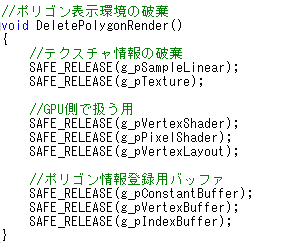 //ポリゴン表示環境の破棄
void DeletePolygonRender()
{
//テクスチャ情報の破棄
SAFE_RELEASE(g_pSampleLinear);
SAFE_RELEASE(g_pTexture);
//GPU側で扱う用
SAFE_RELEASE(g_pVertexShader);
SAFE_RELEASE(g_pPixelShader);
SAFE_RELEASE(g_pVertexLayout);
//ポリゴン情報登録用バッファ
SAFE_RELEASE(g_pConstantBuffer);
SAFE_RELEASE(g_pVertexBuffer);
SAFE_RELEASE(g_pIndexBuffer);
}